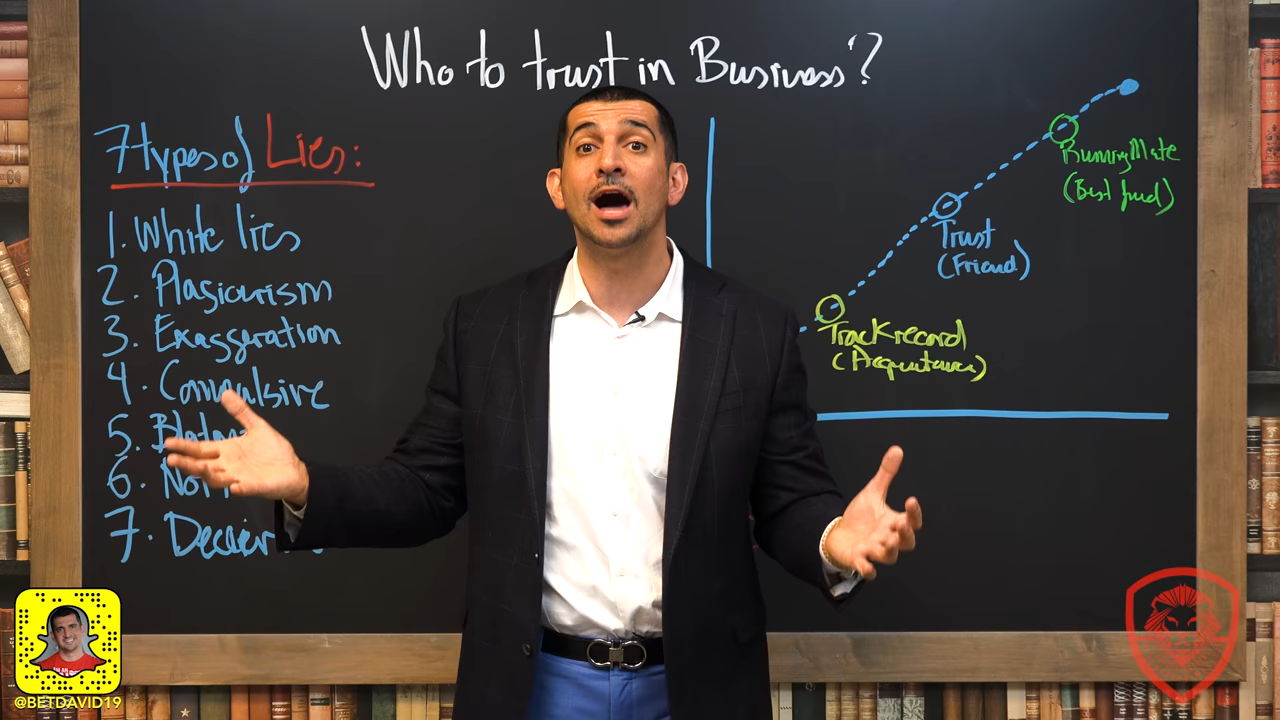 Who to trust in Business?
7 types of Lies:
1. White lies
2. Plagiarism
3. Exaggeration
4. Compulsive
5.
6.
7.
Running Mate
(Best friend)
Trust
(Friend)
Track record
@BETDAVID19